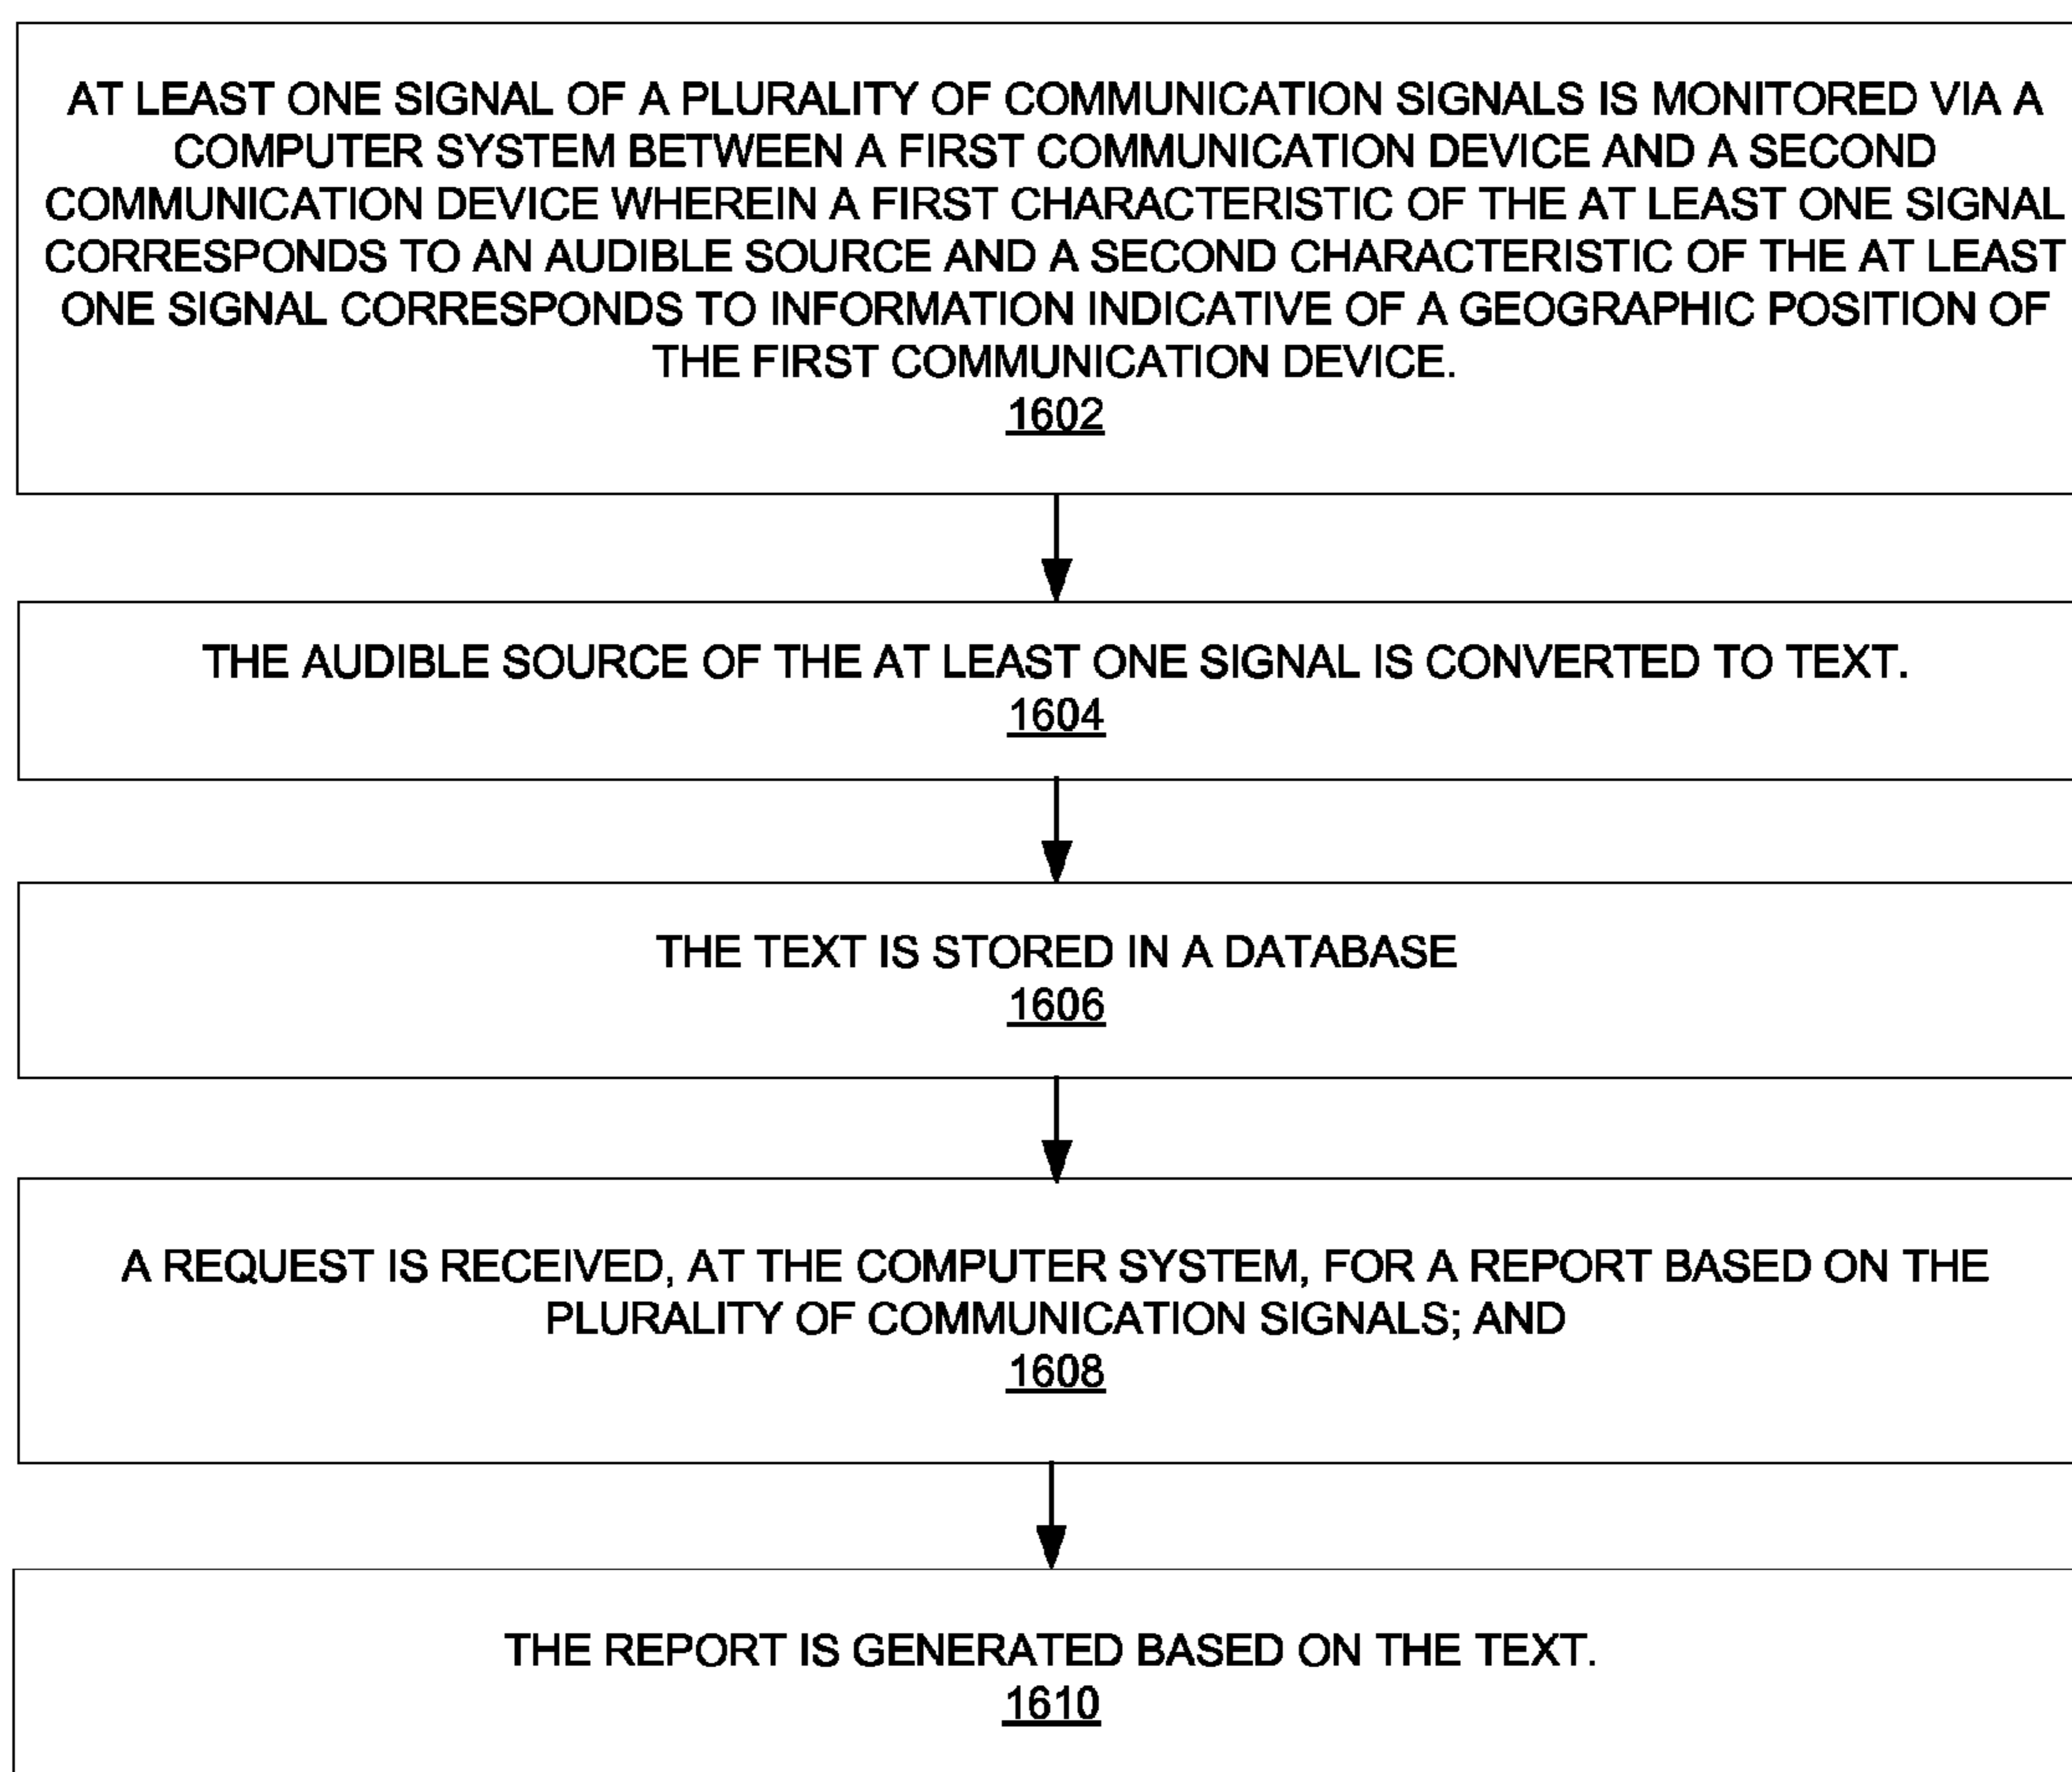 AT LEAST ONE SIGNAL OF A PLURALITY OF COMMUNICATION SIGNALS IS MONITORED VIA A
COMPUTER SYSTEM BETWEEN A FIRST COMMUNICATION DEVICE AND A SECOND
COMMUNICATION DEVICE WHEREIN A FIRST CHARACTERISTIC OF THE AT LEAST ONE SIGNAL
CORRESPONDS TO AN AUDIBLE SOURCE AND A SECOND CHARACTERISTIC OF THE AT LEAST
ONE SIGNAL CORRESPONDS TO INFORMATION INDICATIVE OF A GEOGRAPHIC POSITION OF
THE FIRST COMMUNICATION DEVICE.
1602
THE AUDIBLE SOURCE OF THE AT LEAST ONE SIGNAL IS CONVERTED TO TEXT.
1604
THE TEXT IS STORED IN A DATABASE
1606
A REQUEST IS RECEIVED, AT THE COMPUTER SYSTEM, FOR A REPORT BASED ON THE
PLURALITY OF COMMUNICATION SIGNALS; AND
1608
THE REPORT IS GENERATED BASED ON THE TEXT.
1610